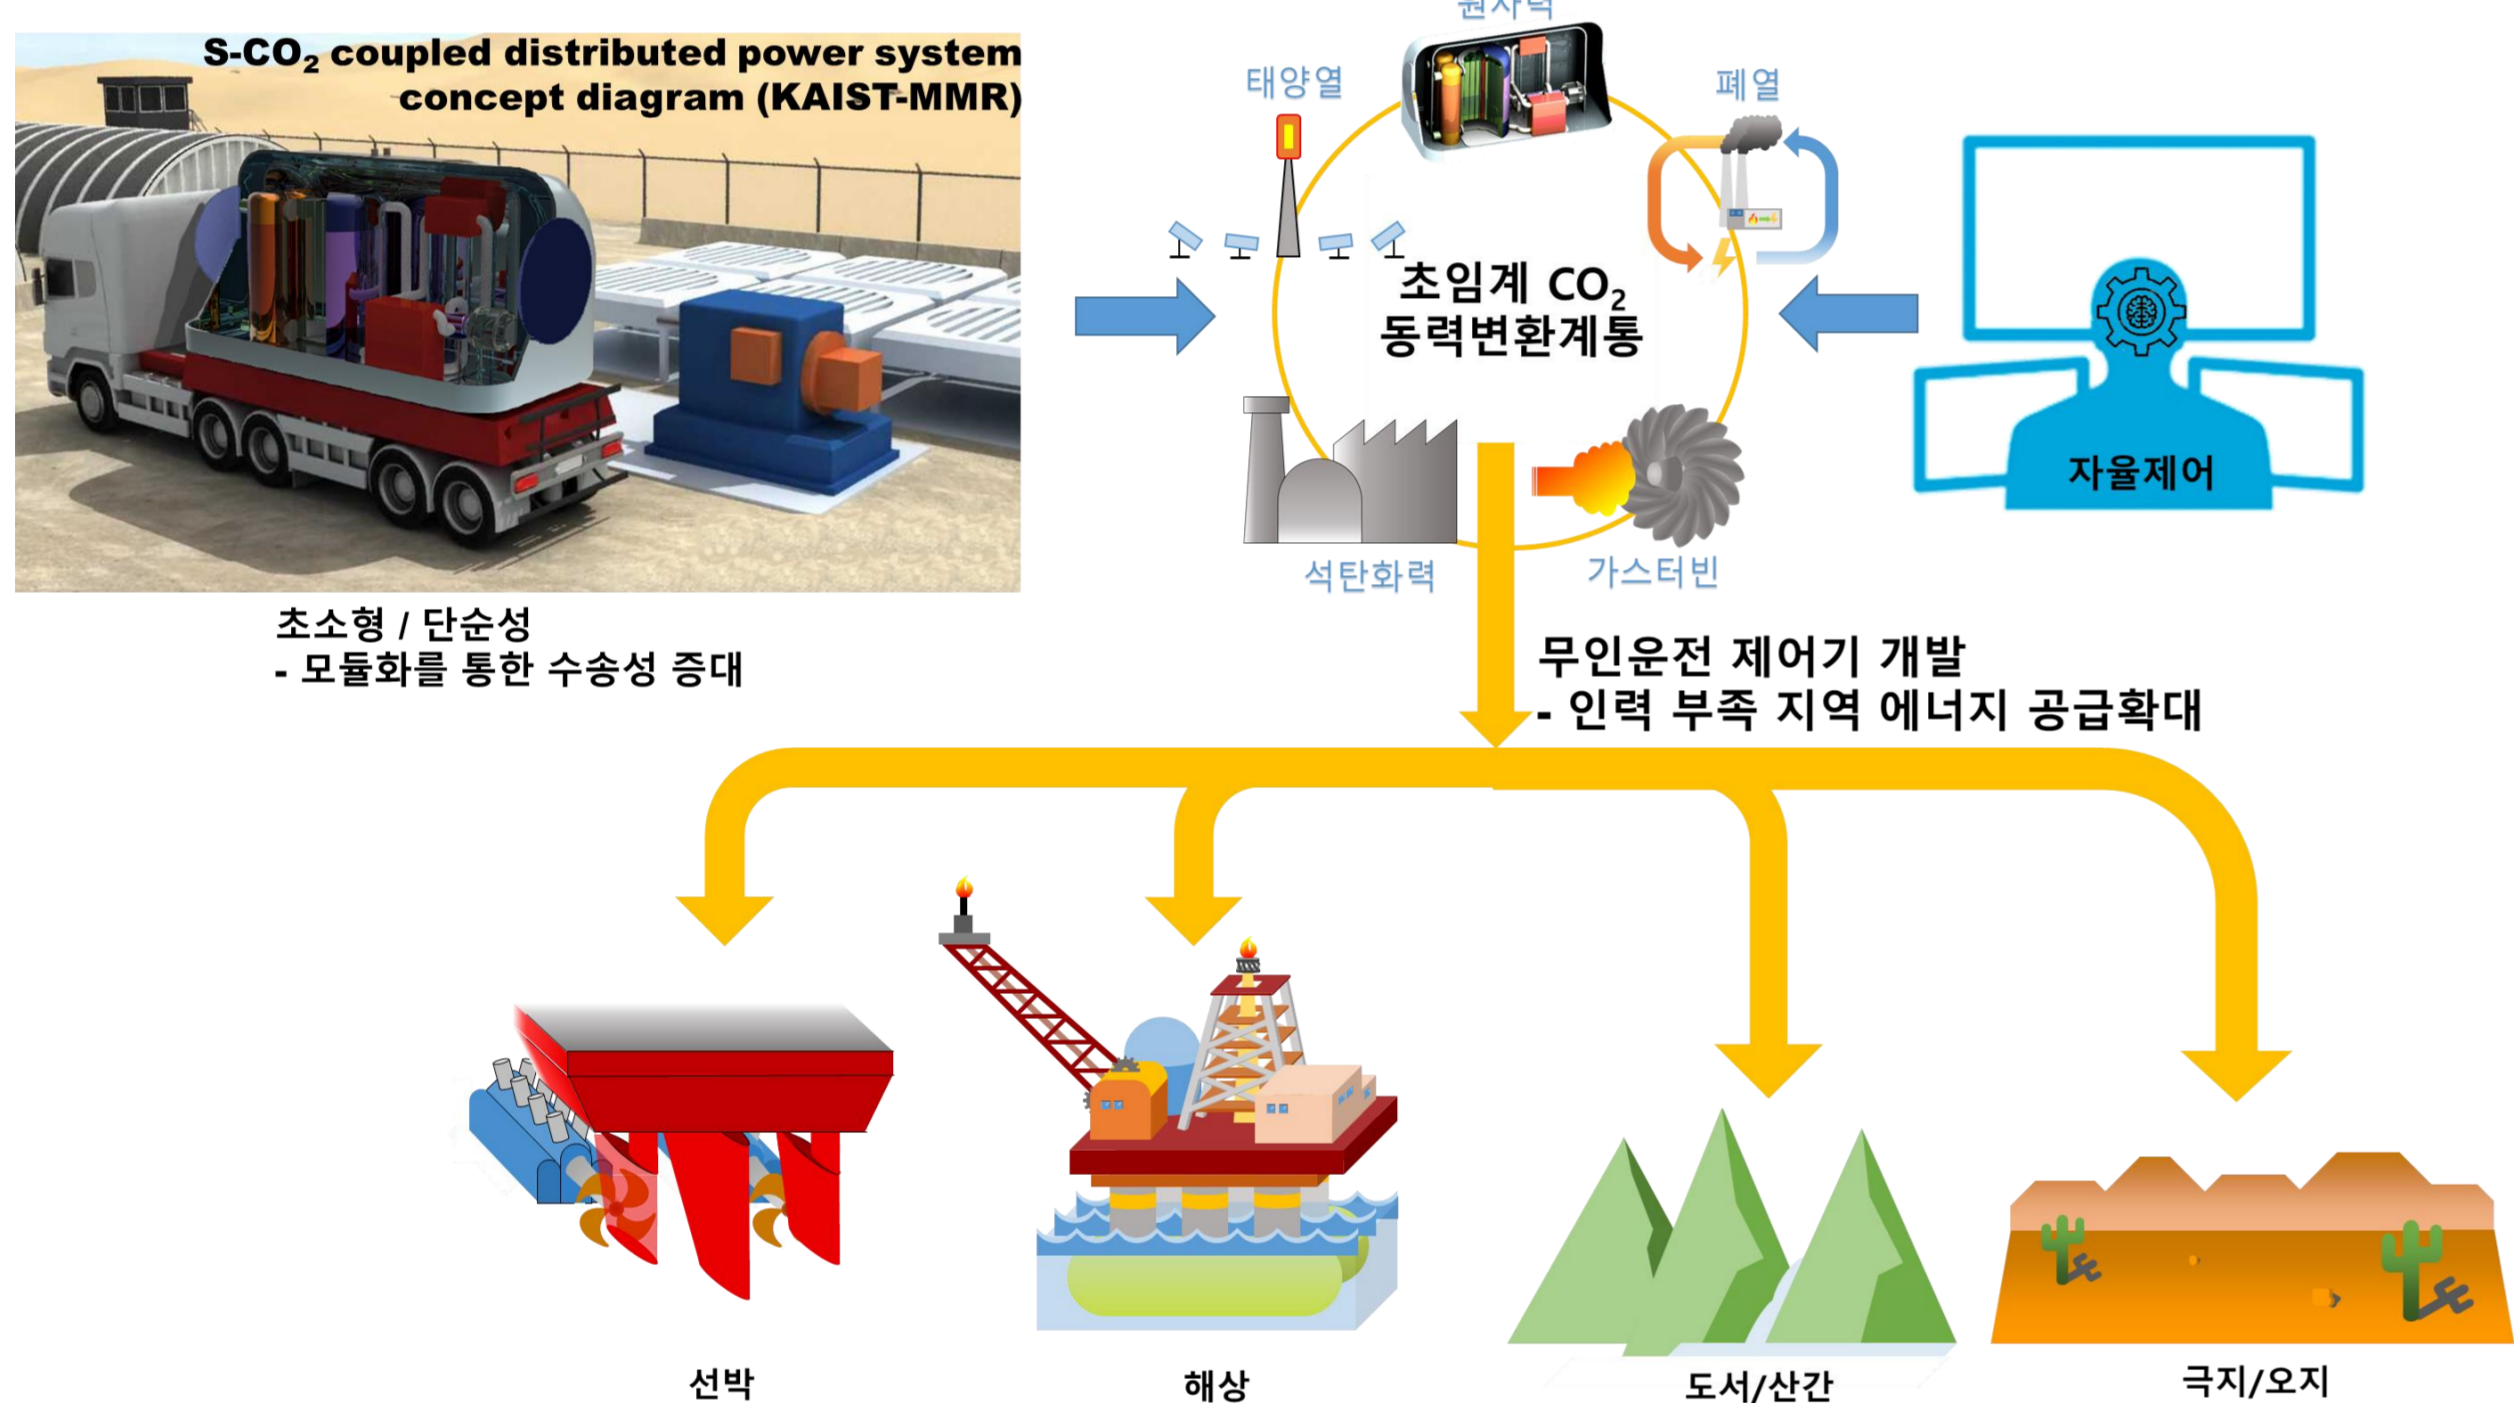 S-CO₂ coupled distributed power system
concept diagram (KAIST-MMR)
초소형 / 단순성
- 모듈화를 통한 수송성 증대
원자력
태양열
폐열
초임계 CO₂
동력변환계통
석탄화력
가스터빈
자율제어
무인운전 제어기 개발
- 인력 부족 지역 에너지 공급확대
선박
해상
도서/산간
극지/오지